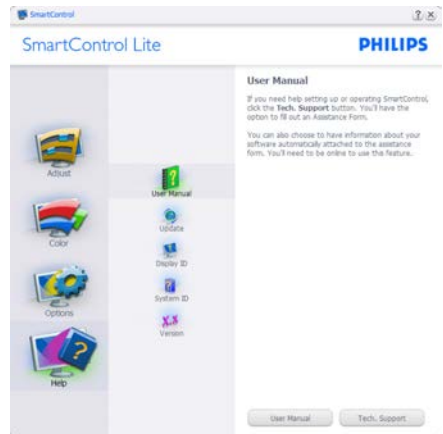 SmartControl
SmartControl Lite
PHILIPS
Adjust
Color
Options
Help
User Manual
Update
Display ID
System ID
Version
User Manual
If you need help setting up or operating SmartControl,
click the Tech. Support button. You'll have the
option to fill out an Assistance Form.
You can also choose to have information about your
software automatically attached to the assistance
form. You'll need to be online to use this feature.
User Manual
Tech. Support